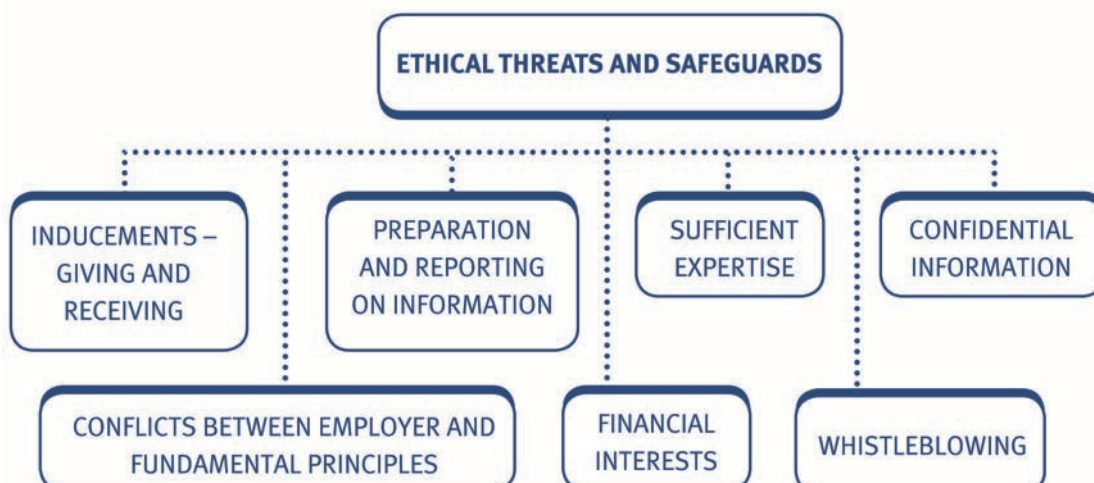 ETHICAL THREATS AND SAFEGUARDS
INDUCEMENTS –
GIVING AND
RECEIVING
PREPARATION
AND REPORTING
ON INFORMATION
SUFFICIENT
EXPERTISE
CONFIDENTIAL
INFORMATION
CONFLICTS BETWEEN EMPLOYER AND
FUNDAMENTAL PRINCIPLES
FINANCIAL
INTERESTS
WHISTLEBLOWING